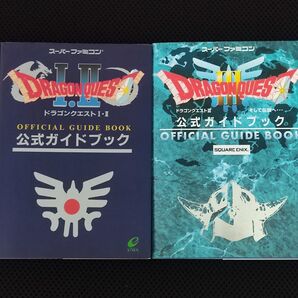 スーパーファミコン
DRAGON QUEST
I・II
ドラゴンクエストI・II
OFFICIAL GUIDE BOOK
公式ガイドブック
ENIX
スーパーファミコン
DRAGON QUEST
III
ドラゴンクエストIII そして伝説へ…
公式ガイドブック
OFFICIAL GUIDE BOOK
SQUARE ENIX